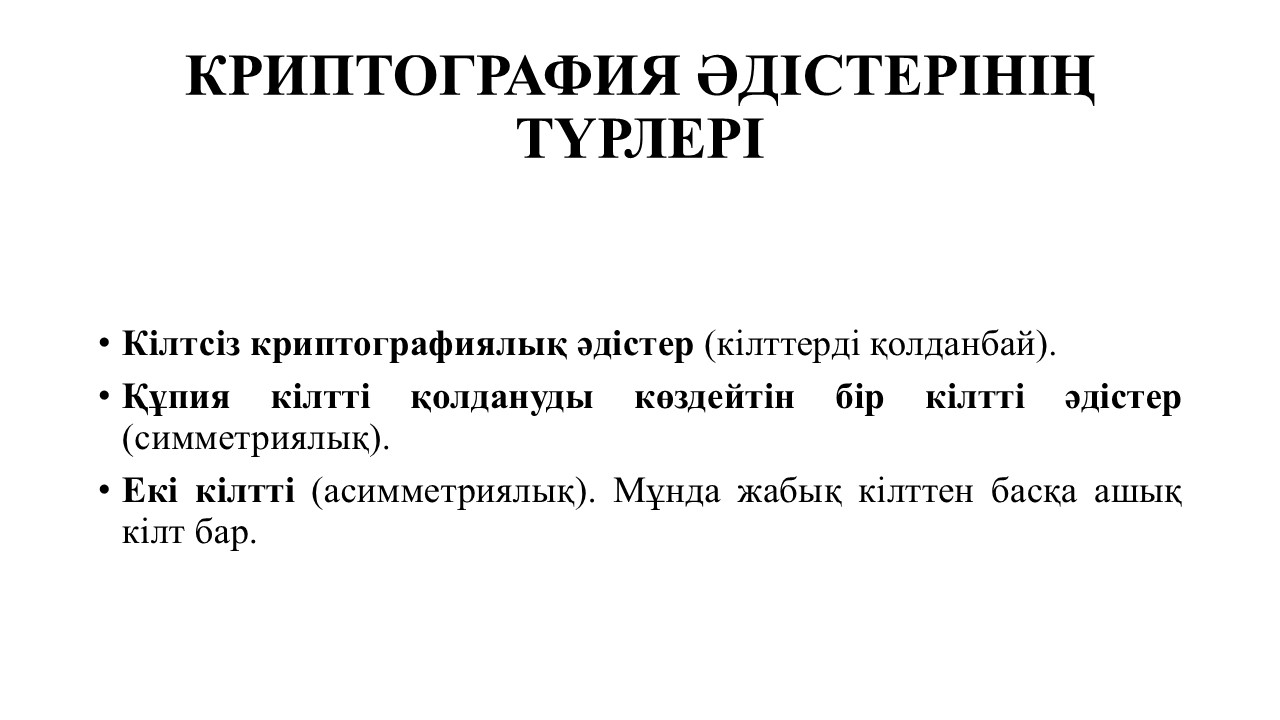 КРИПТОГРАФИЯ ӘДІСТЕРІНІҢ
ТҮРЛЕРІ
• Кілтсіз криптографиялық әдістер (кілттерді қолданбай).
• Құпия кілтті қолдануды көздейтін бір кілтті әдістер
(симметриялық).
• Екі кілтті (асимметриялық). Мұнда жабық кілттен басқа ашық
кілт бар.